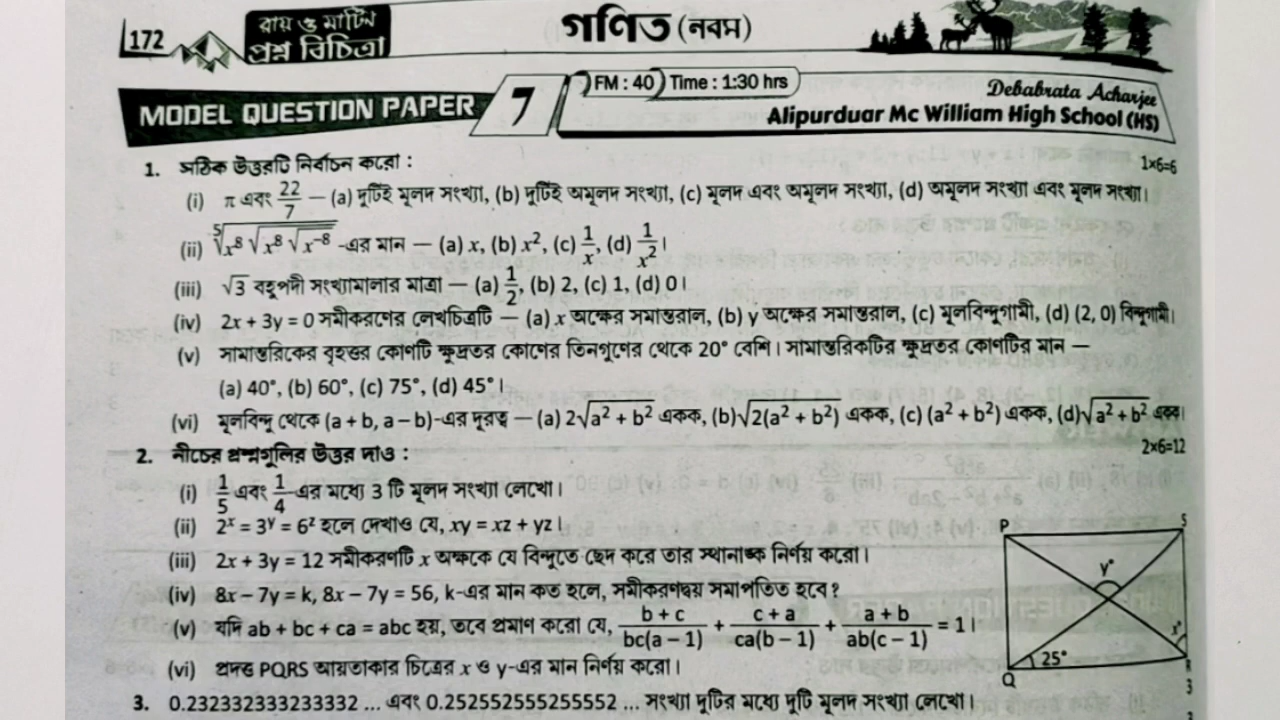 172 রায় ও মার্টিন প্রশ্ন বিচিত্রা গণিত (নবম)
MODEL QUESTION PAPER 7 FM : 40 Time : 1:30 hrs
Debabrata Acharjee
Alipurduar Mc William High School (HS)
1. সঠিক উত্তরটি নির্বাচন করো : 1×6=6
(i) π এবং 22/7 — (a) দুটিই মূলদ সংখ্যা, (b) দুটিই অমূলদ সংখ্যা, (c) মূলদ এবং অমূলদ সংখ্যা, (d) অমূলদ সংখ্যা এবং মূলদ সংখ্যা।
(ii) ⁵√(x⁸√(x⁸√(x⁻⁸))) -এর মান — (a) x, (b) x², (c) 1/x, (d) 1/x²।
(iii) √3 বহুপদী সংখ্যামালার মাত্রা — (a) 1/2, (b) 2, (c) 1, (d) 0।
(iv) 2x + 3y = 0 সমীকরণের লেখচিত্রটি — (a) x অক্ষের সমান্তরাল, (b) y অক্ষের সমান্তরাল, (c) মূলবিন্দুগামী, (d) (2, 0) বিন্দুগামী।
(v) সামান্তরিকের বৃহত্তর কোণটি ক্ষুদ্রতর কোণের তিনগুণের থেকে 20° বেশি। সামান্তরিকটির ক্ষুদ্রতর কোণটির মান —
(a) 40°, (b) 60°, (c) 75°, (d) 45°।
(vi) মূলবিন্দু থেকে (a + b, a – b)-এর দূরত্ব — (a) 2√(a² + b²) একক, (b) √(2(a² + b²)) একক, (c) (a² + b²) একক, (d) √(a² + b²) একক।
2. নীচের প্রশ্নগুলির উত্তর দাও : 2×6=12
(i) 1/5 এবং 1/4 -এর মধ্যে 3 টি মূলদ সংখ্যা লেখো।
(ii) 2ˣ = 3ʸ = 6ᶻ হলে দেখাও যে, xy = xz + yz।
(iii) 2x + 3y = 12 সমীকরণটি x অক্ষকে যে বিন্দুতে ছেদ করে তার স্থানাঙ্ক নির্ণয় করো।
(iv) 8x – 7y = k, 8x – 7y = 56, k-এর মান কত হলে, সমীকরণদ্বয় সমাপতিত হবে?
(v) যদি ab + bc + ca = abc হয়, তবে প্রমাণ করো যে, (b + c)/(bc(a – 1)) + (c + a)/(ca(b – 1)) + (a + b)/(ab(c – 1)) = 1।
(vi) প্রদত্ত PQRS আয়তাকার চিত্রের x ও y-এর মান নির্ণয় করো।
P S
y°
x°
25°
Q R
3
3. 0.232332333233332 ... এবং 0.252552555255552 ... সংখ্যা দুটির মধ্যে দুটি মূলদ সংখ্যা লেখো।